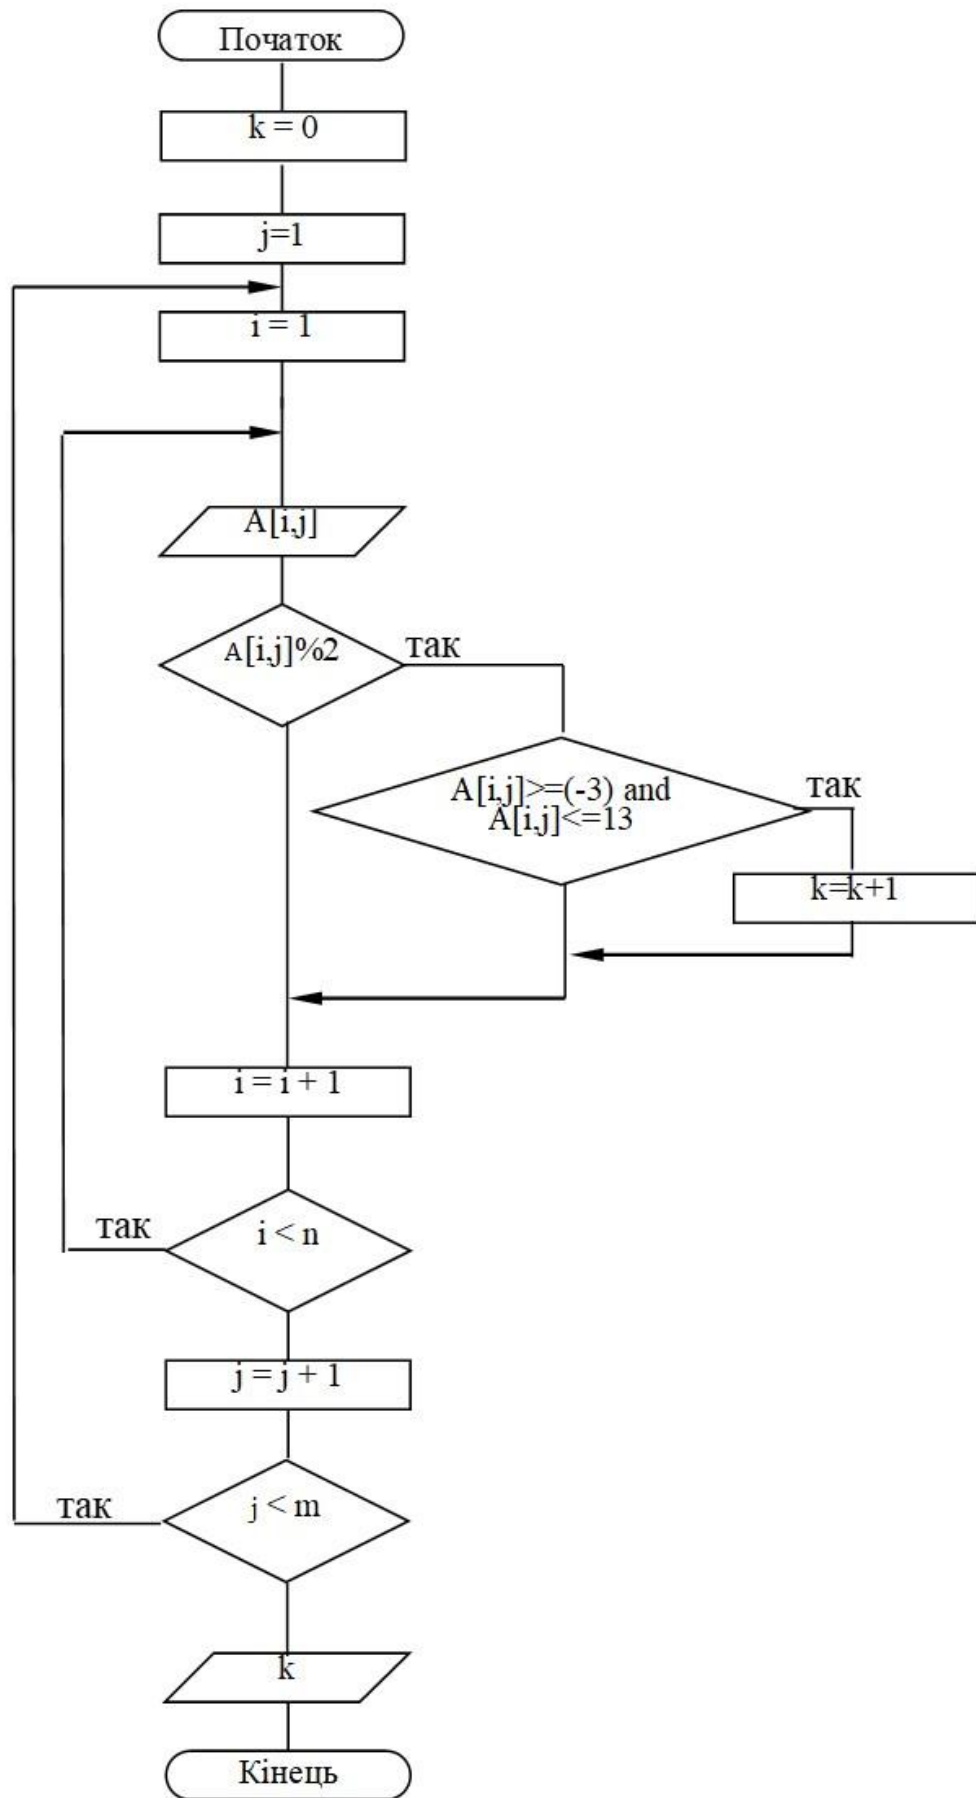 Початок
k = 0
j=1
i = 1
A[i,j]
A[i,j]%2
так
A[i,j]>=(-3) and
A[i,j]<=13
так
k=k+1
i = i + 1
i < n
так
j = j + 1
j < m
так
k
Кінець